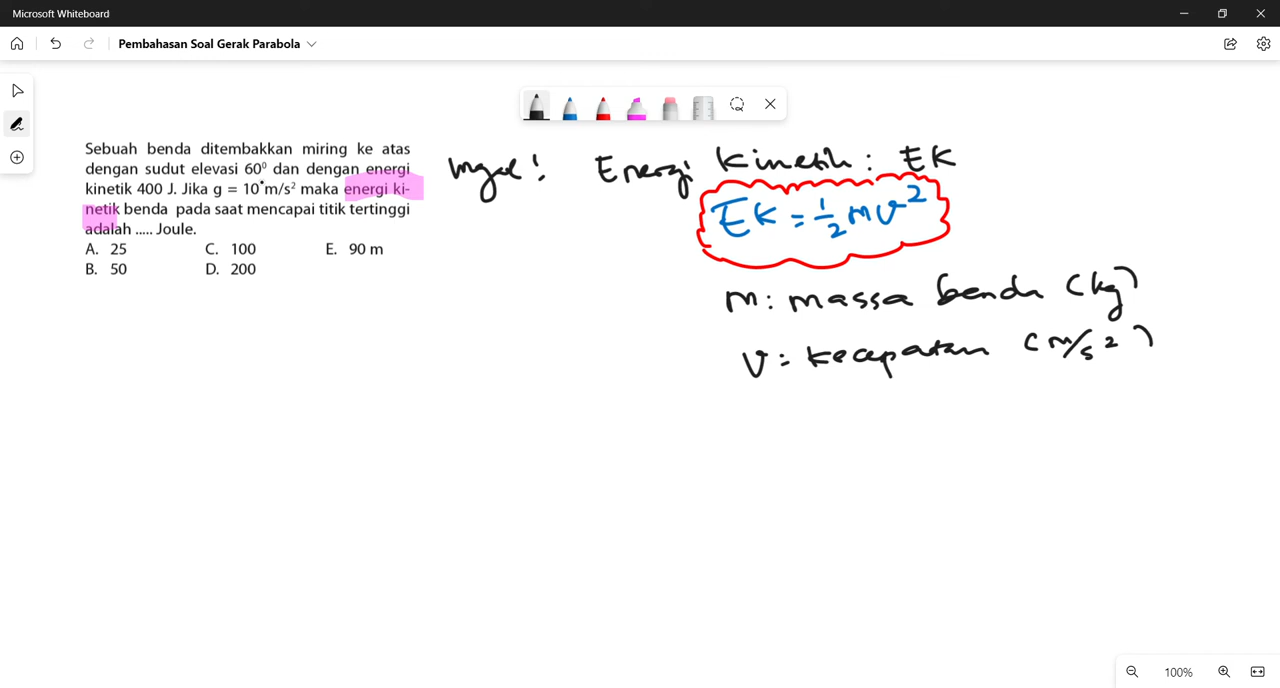 Microsoft Whiteboard
Pembahasan Soal Gerak Parabola
Sebuah benda ditembakkan miring ke atas
dengan sudut elevasi 60⁰ dan dengan energi
kinetik 400 J. Jika g = 10 m/s² maka energi ki-
netik benda pada saat mencapai titik tertinggi
adalah ..... Joule.
A. 25 C. 100 E. 90 m
B. 50 D. 200
Ingat! Energi Kinetik : EK
EK = ½ m v²
m : massa benda (kg)
v = kecepatan (m/s²)
100%